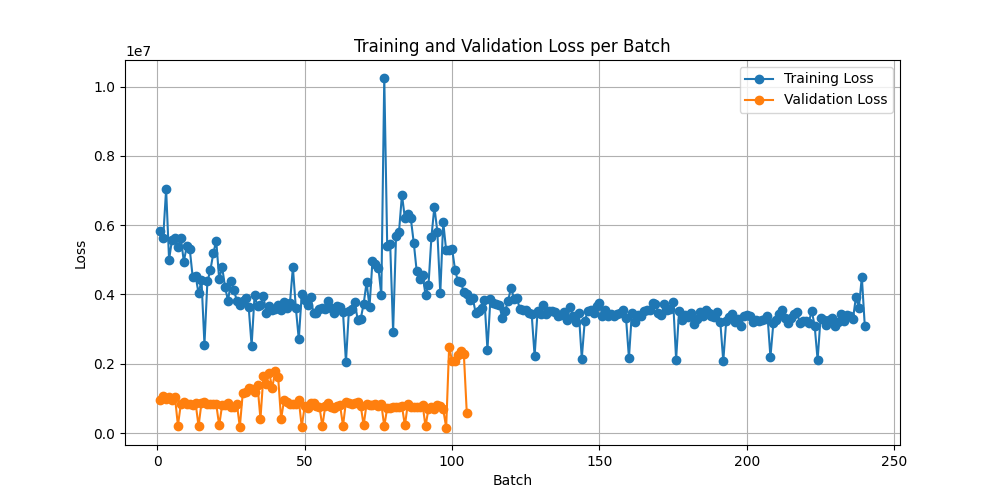 Training and Validation Loss per Batch
1e7
Training Loss
Validation Loss
1.0
0.8
0.6
0.4
0.2
0.0
Loss
0
50
100
150
200
250
Batch